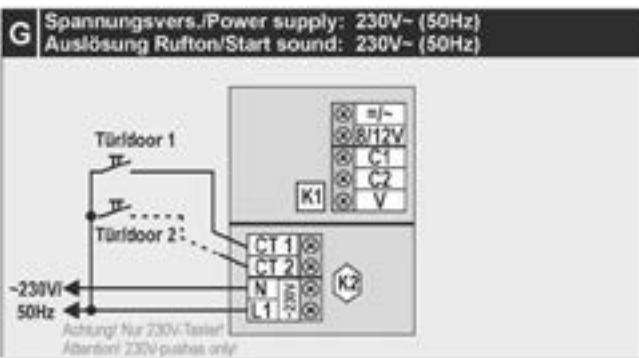 G
Spannungsvers./Power supply: 230V~ (50Hz)
Auslösung Rufton/Start sound: 230V~ (50Hz)
=/~
8/12V
Tür/door 1
C1
C2
K1
V
Tür/door 2
CT 1
CT 2
K2
~230V/
N
~230V
50Hz
L1
Achtung! Nur 230V-Taster!
Attention! 230V-pushes only!